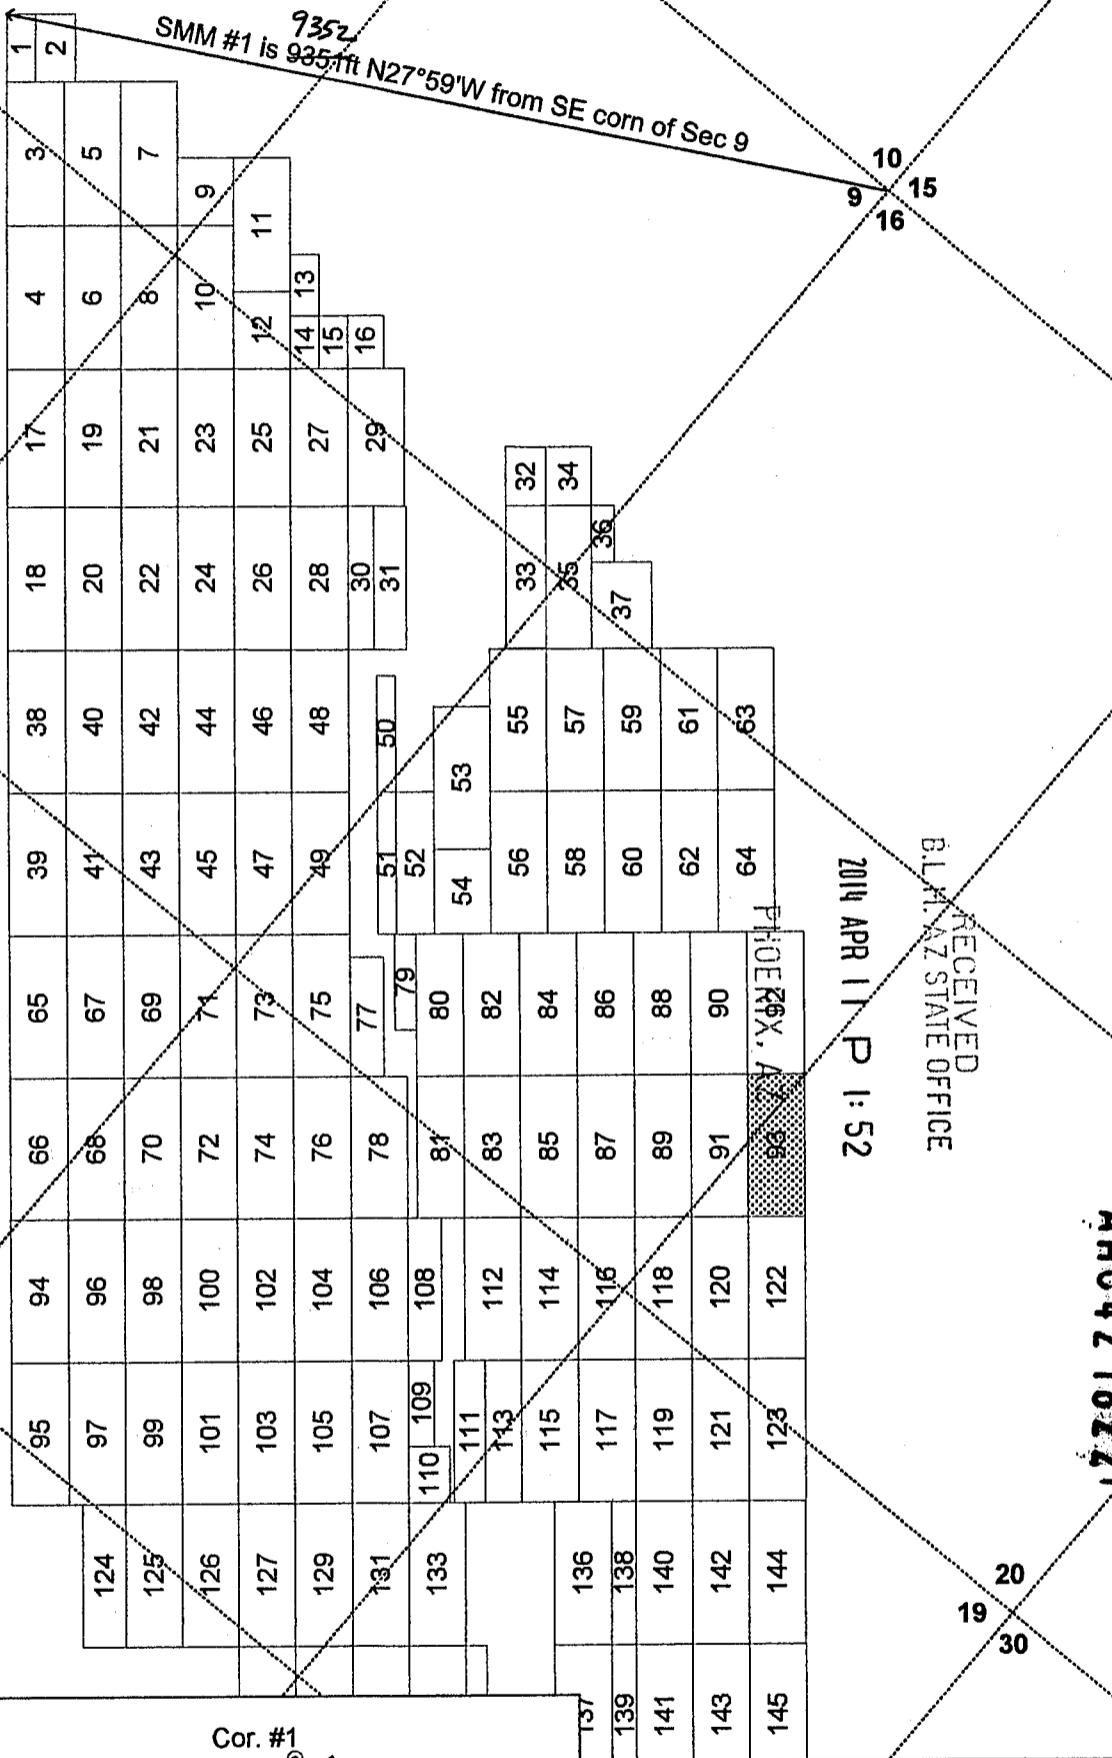 9352
SMM #1 is 9351ft N27°59'W from SE corn of Sec 9
10
9 15
16
1 2
3 5 7
9
11
4 6 8 10
12
13
14 15 16
17 19 21 23 25 27 29
32 34
18 20 22 24 26 28 30 31
33 35 36
37
38 40 42 44 46 48 50
53
55 57 59 61 63
39 41 43 45 47 49 51 52
54
56 58 60 62 64
65 67 69 71 73 75 77 79 80 82 84 86 88 90
66 68 70 72 74 76 78 81 83 85 87 89 91
94 96 98 100 102 104 106 108 112 114 116 118 120 122
95 97 99 101 103 105 107 109 111 113 115 117 119 121 123
110
124 125 126 127 129 131 133 136 138 140 142 144
137 139 141 143 145
RECEIVED
B.L.M. AZ STATE OFFICE
2014 APR 11 P 1:52
PHOENIX, AZ
20
19
30
Cor. #1